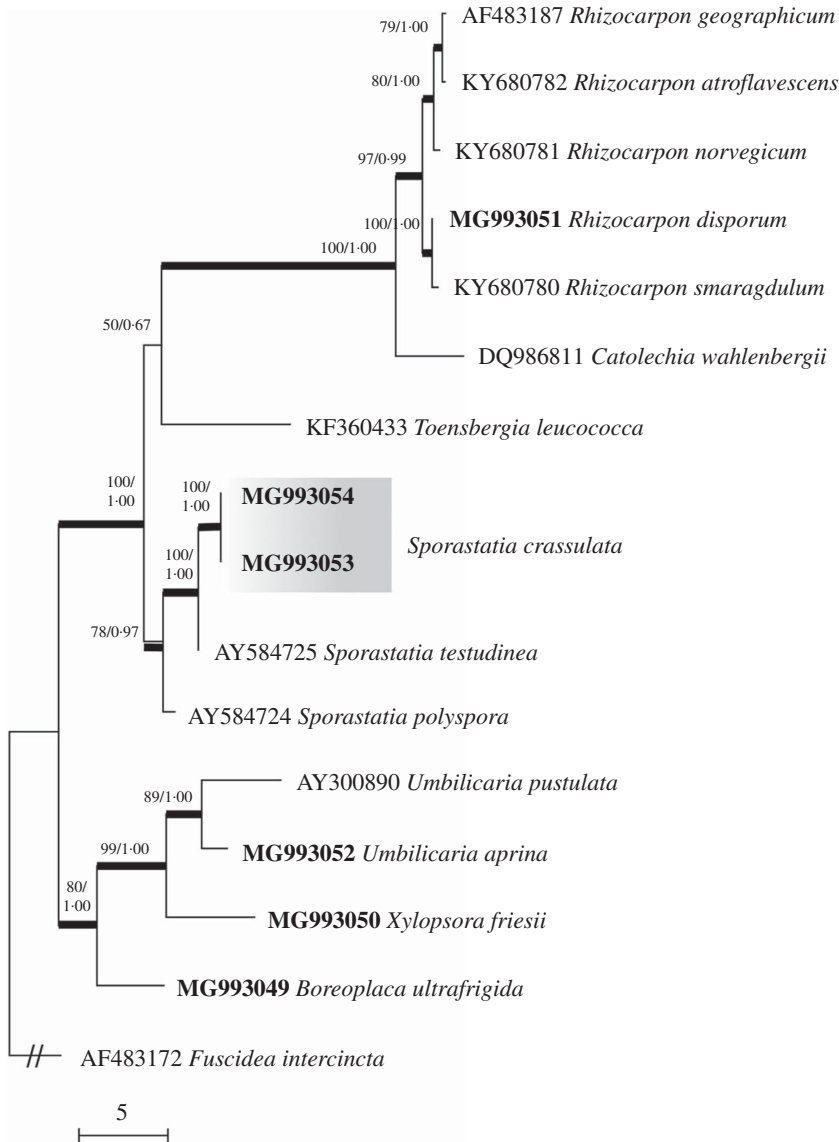 79/1·00
AF483187 Rhizocarpon geographicum
80/1·00
KY680782 Rhizocarpon atroflavescens
97/0·99
KY680781 Rhizocarpon norvegicum
100/1·00
MG993051 Rhizocarpon disporum
100/1·00
KY680780 Rhizocarpon smaragdulum
50/0·67
DQ986811 Catolechia wahlenbergii
KF360433 Toensbergia leucococca
100/
1·00
100/
1·00
MG993054
Sporastatia crassulata
100/
1·00
MG993053
78/0·97
AY584725 Sporastatia testudinea
AY584724 Sporastatia polyspora
AY300890 Umbilicaria pustulata
89/1·00
99/1·00
MG993052 Umbilicaria aprina
80/
1·00
MG993050 Xylopsora friesii
MG993049 Boreoplaca ultrafrigida
AF483172 Fuscidea intercincta
5